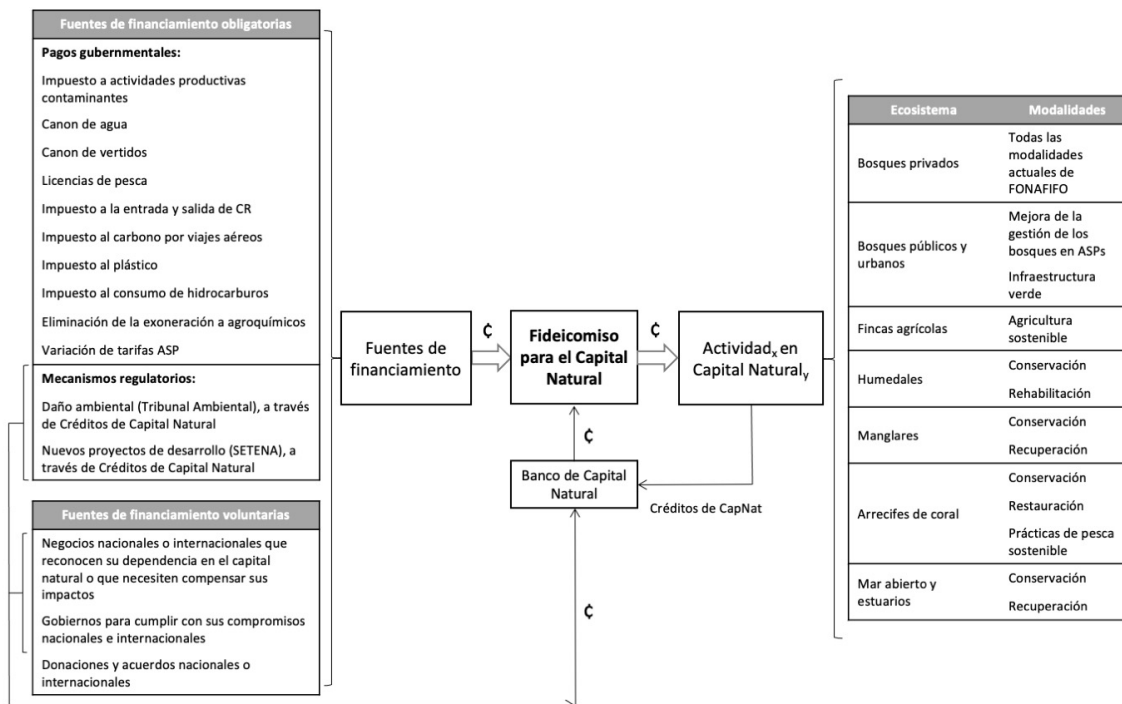 Fuentes de financiamiento obligatorias
Pagos gubernmentales:
Impuesto a actividades productivas
contaminantes
Canon de agua
Canon de vertidos
Licencias de pesca
Impuesto a la entrada y salida de CR
Impuesto al carbono por viajes aéreos
Impuesto al plástico
Impuesto al consumo de hidrocarburos
Eliminación de la exoneración a agroquímicos
Variación de tarifas ASP
Mecanismos regulatorios:
Daño ambiental (Tribunal Ambiental), a través
de Créditos de Capital Natural
Nuevos proyectos de desarrollo (SETENA), a
través de Créditos de Capital Natural
Fuentes de financiamiento voluntarias
Negocios nacionales o internacionales que
reconocen su dependencia en el capital
natural o que necesiten compensar sus
impactos
Gobiernos para cumplir con sus compromisos
nacionales e internacionales
Donaciones y acuerdos nacionales o
internacionales
Fuentes de
financiamiento
₵
Fideicomiso
para el Capital
Natural
₵
Actividadₓ en
Capital Naturalᵧ
₵
Banco de Capital
Natural
Créditos de CapNat
₵
Ecosistema Modalidades
Bosques privados
Todas las
modalidades
actuales de
FONAFIFO
Bosques públicos y
urbanos
Mejora de la
gestión de los
bosques en ASPs
Infraestructura
verde
Fincas agrícolas
Agricultura
sostenible
Humedales
Conservación
Rehabilitación
Manglares
Conservación
Recuperación
Arrecifes de coral
Conservación
Restauración
Prácticas de pesca
sostenible
Mar abierto y
estuarios
Conservación
Recuperación